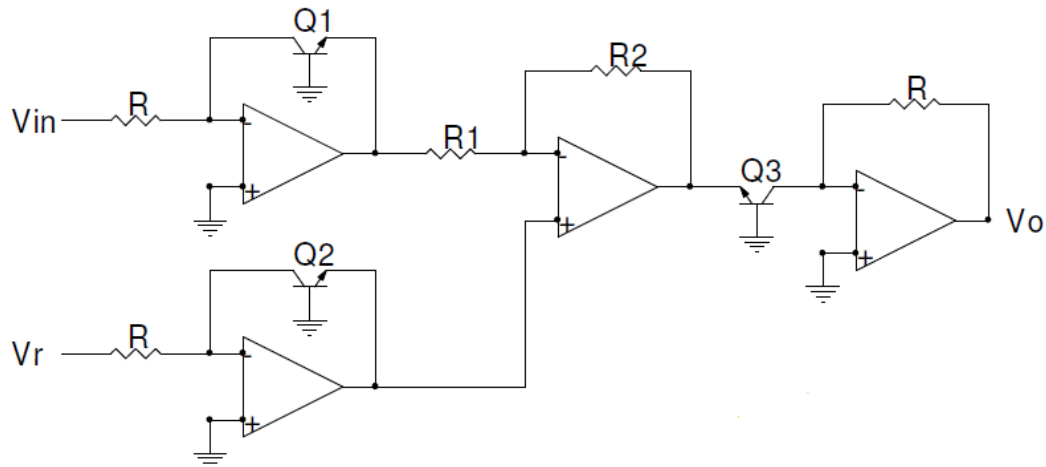 Q1
R2
R
Vin
R
-
+
R1
-
+
Q3
-
+
Vo
Q2
Vr
R
-
+